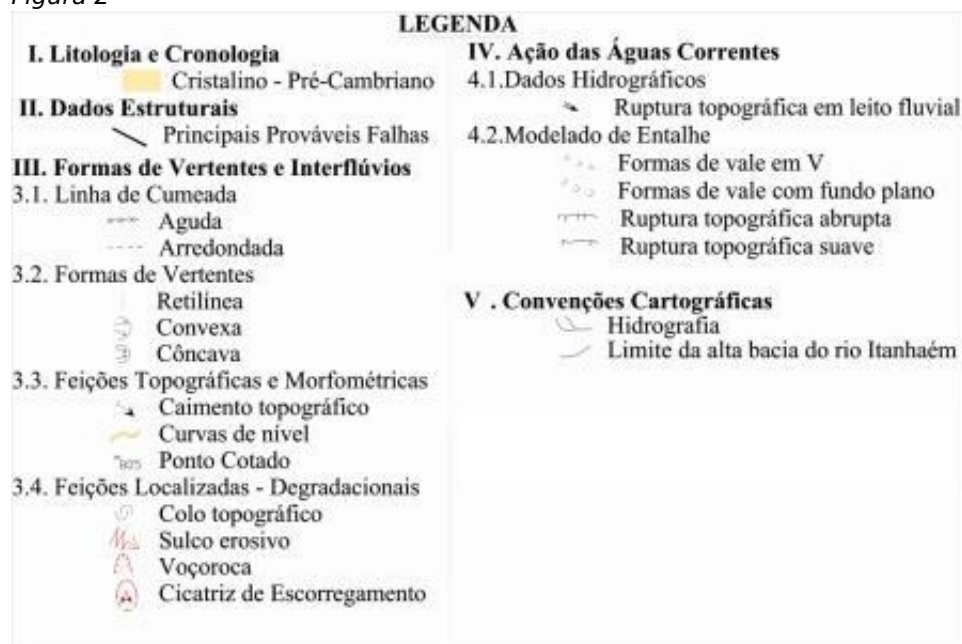 Figura 2
LEGENDA
I. Litologia e Cronologia
Cristalino - Pré-Cambriano
II. Dados Estruturais
Principais Prováveis Falhas
III. Formas de Vertentes e Interflúvios
3.1. Linha de Cumeada
Aguda
Arredondada
3.2. Formas de Vertentes
Retilínea
Convexa
Côncava
3.3. Feições Topográficas e Morfométricas
Caimento topográfico
Curvas de nível
805 Ponto Cotado
3.4. Feições Localizadas - Degradacionais
Colo topográfico
Sulco erosivo
Voçoroca
Cicatriz de Escorregamento
IV. Ação das Águas Correntes
4.1.Dados Hidrográficos
Ruptura topográfica em leito fluvial
4.2.Modelado de Entalhe
Formas de vale em V
Formas de vale com fundo plano
Ruptura topográfica abrupta
Ruptura topográfica suave
V . Convenções Cartográficas
Hidrografia
Limite da alta bacia do rio Itanhaém